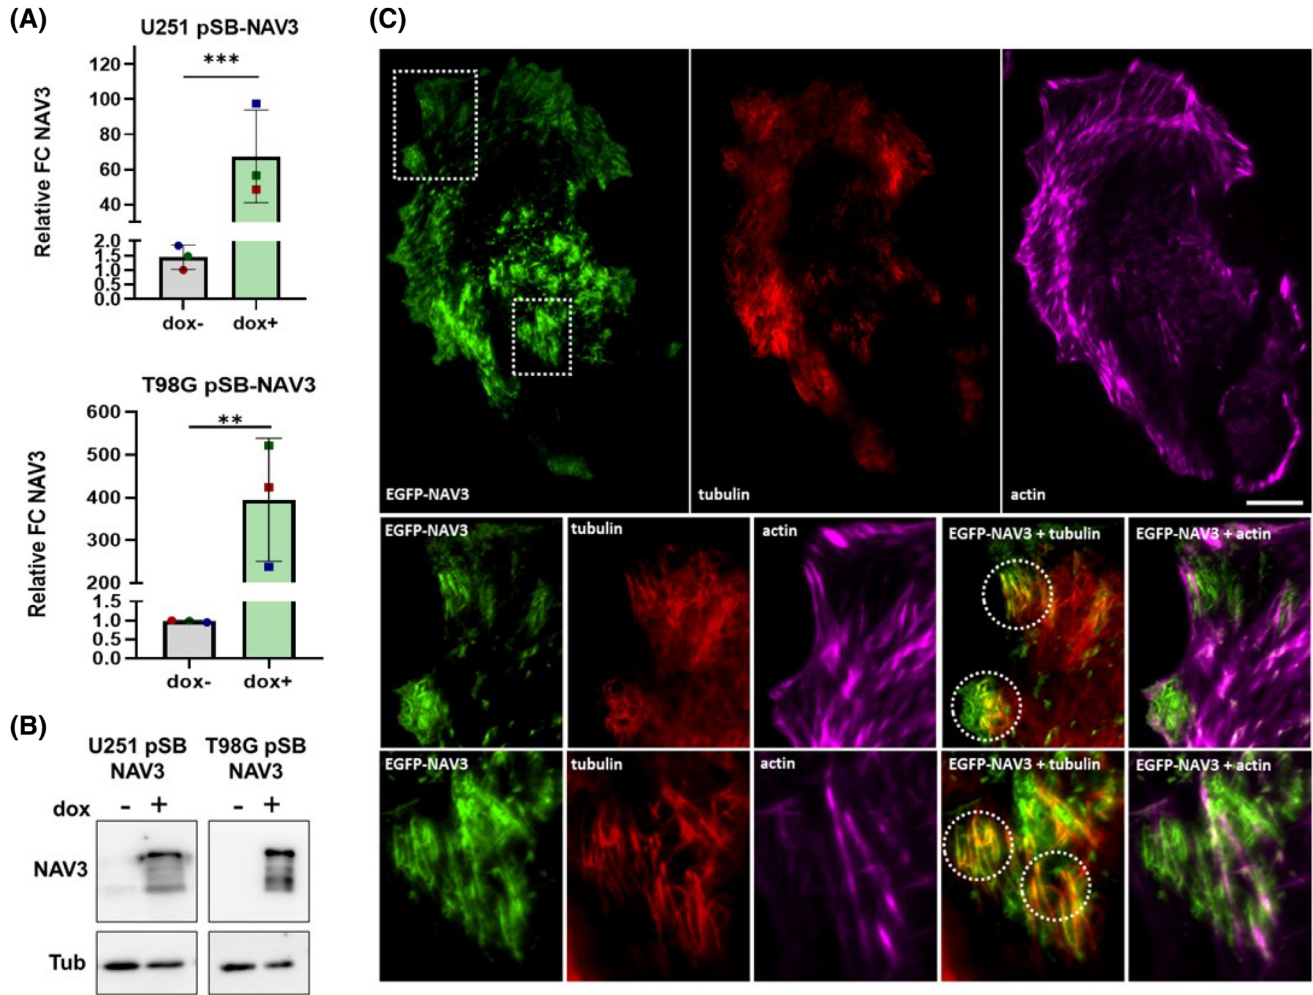 (A)
U251 pSB-NAV3
***
Relative FC NAV3
120
100
80
60
40
2.0
1.5
1.0
0.5
0.0
dox-
dox+
T98G pSB-NAV3
**
Relative FC NAV3
600
500
400
300
200
1.5
1.0
0.5
0.0
dox-
dox+
(B)
U251 pSB
NAV3
T98G pSB
NAV3
dox - + - +
NAV3
Tub
(C)
EGFP-NAV3
tubulin
actin
EGFP-NAV3
tubulin
actin
EGFP-NAV3 + tubulin
EGFP-NAV3 + actin
EGFP-NAV3
tubulin
actin
EGFP-NAV3 + tubulin
EGFP-NAV3 + actin